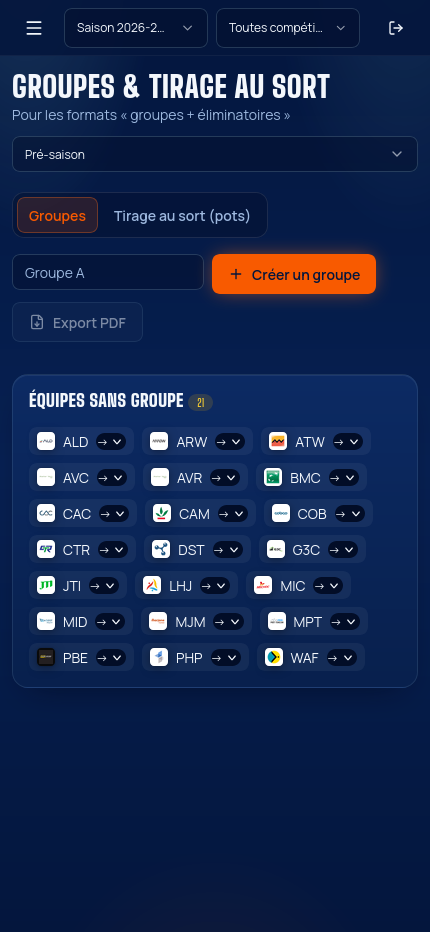 Saison 2026-2... Toutes compéti...
GROUPES & TIRAGE AU SORT
Pour les formats « groupes + éliminatoires »
Pré-saison
Groupes Tirage au sort (pots)
Groupe A + Créer un groupe
Export PDF
ÉQUIPES SANS GROUPE 21
ALD → ARW → ATW →
AVC → AVR → BMC →
CAC → CAM → COB →
CTR → DST → G3C →
JTI → LHJ → MIC →
MID → MJM → MPT →
PBE → PHP → WAF →